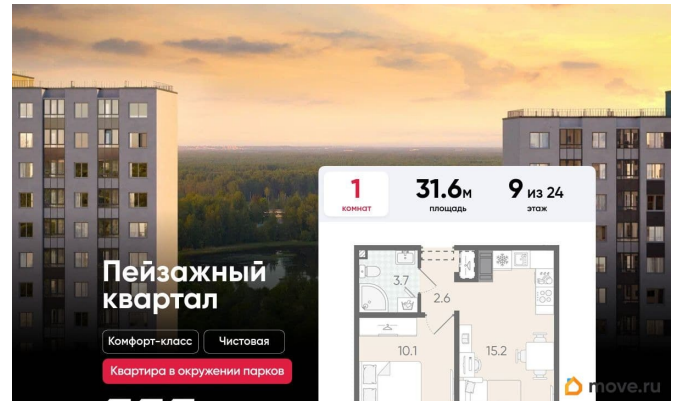 1
комнат
31.6м
площадь
9 из 24
этаж
Пейзажный
квартал
Комфорт-класс
Чистовая
Квартира в окружении парков
3.7
2.6
10.1
15.2
move.ru